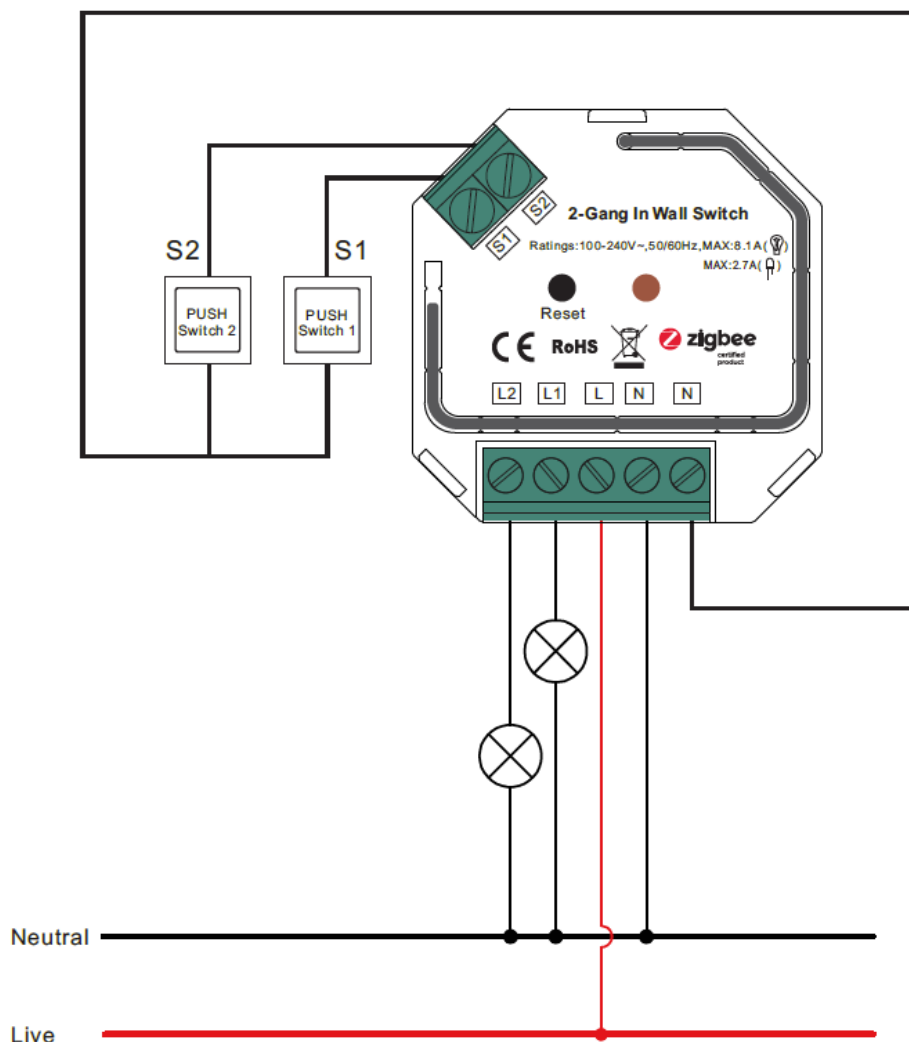 S2
S1
PUSH
Switch 2
PUSH
Switch 1
S1
S2
2-Gang In Wall Switch
Ratings:100-240V~,50/60Hz,MAX:8.1A( )
MAX:2.7A( )
Reset
CE RoHS zigbee
certified
product
L2 L1 L N N
Neutral
Live